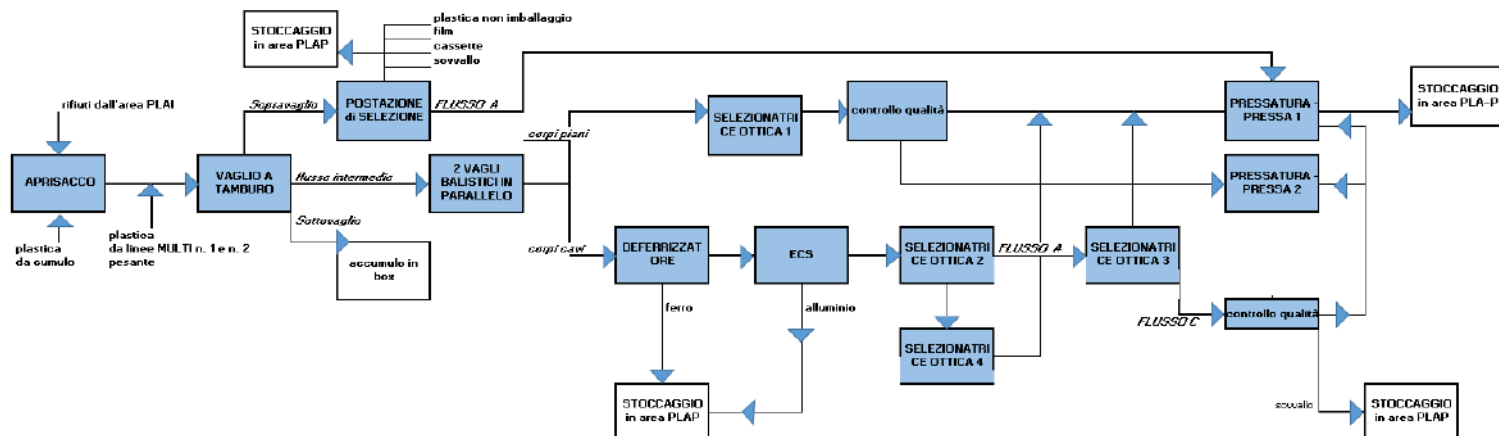 STOCCAGGIO
in area PLAP
plastica non imballaggio
film
cassette
sovvallo
rifiuti dall'area PLAI
Sopravaglio
POSTAZIONE
di SELEZIONE
FLUSSO A
APRISACCO
plastica
da cumulo
plastica
da linee MULTI n. 1 e n. 2
pesante
VAGLIO A
TAMBURO
flusso intermedio
Sottovaglio
accumulo in
box
2 VAGLI
BALISTICI IN
PARALLELO
corpi piani
corpi cavi
SELEZIONATRI
CE OTTICA 1
controllo qualità
PRESSATURA -
PRESSA 1
STOCCAGGIO
in area PLA-P
PRESSATURA -
PRESSA 2
DEFERRIZZAT
ORE
ECS
SELEZIONATRI
CE OTTICA 2
FLUSSO A
SELEZIONATRI
CE OTTICA 3
ferro
alluminio
SELEZIONATRI
CE OTTICA 4
FLUSSO C
controllo qualità
STOCCAGGIO
in area PLAP
sovvallo
STOCCAGGIO
in area PLAP